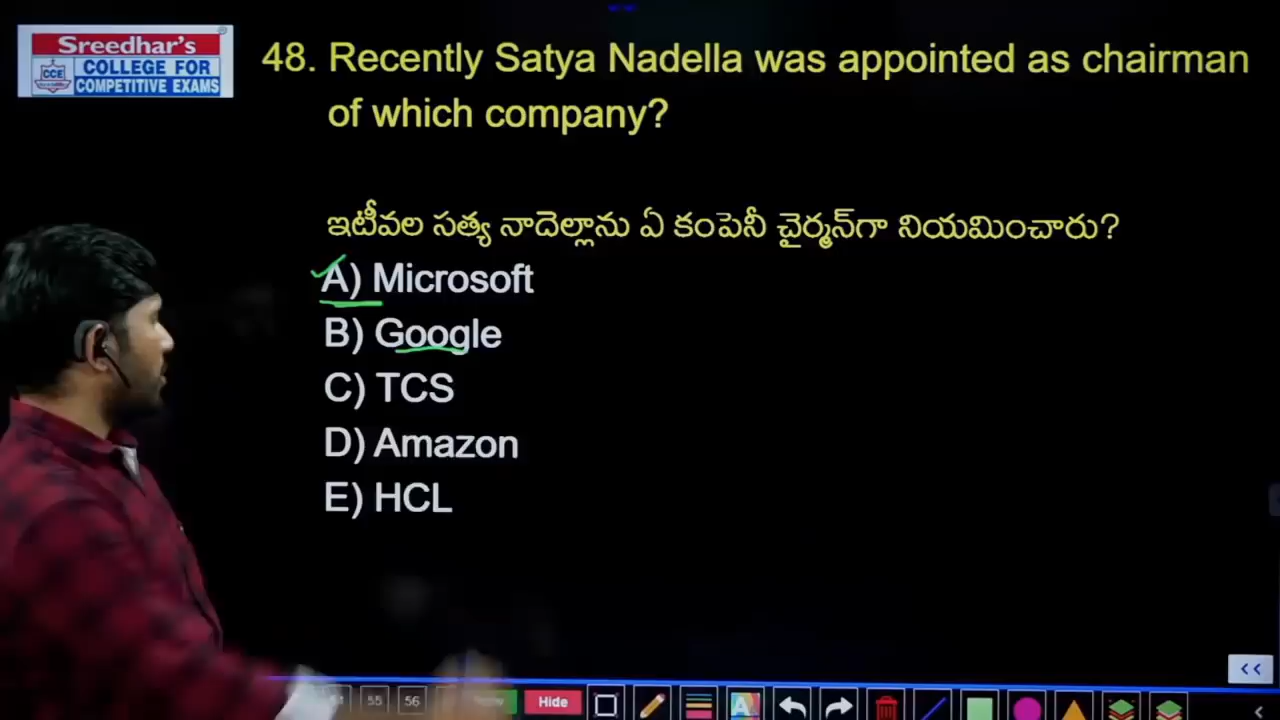 Sreedhar's
CCE
COLLEGE FOR
COMPETITIVE EXAMS
48. Recently Satya Nadella was appointed as chairman
of which company?
ఇటీవల సత్య నాదెల్లాను ఏ కంపెనీ చైర్మన్‌గా నియమించారు?
A) Microsoft
B) Google
C) TCS
D) Amazon
E) HCL
<<
55 56 Hide